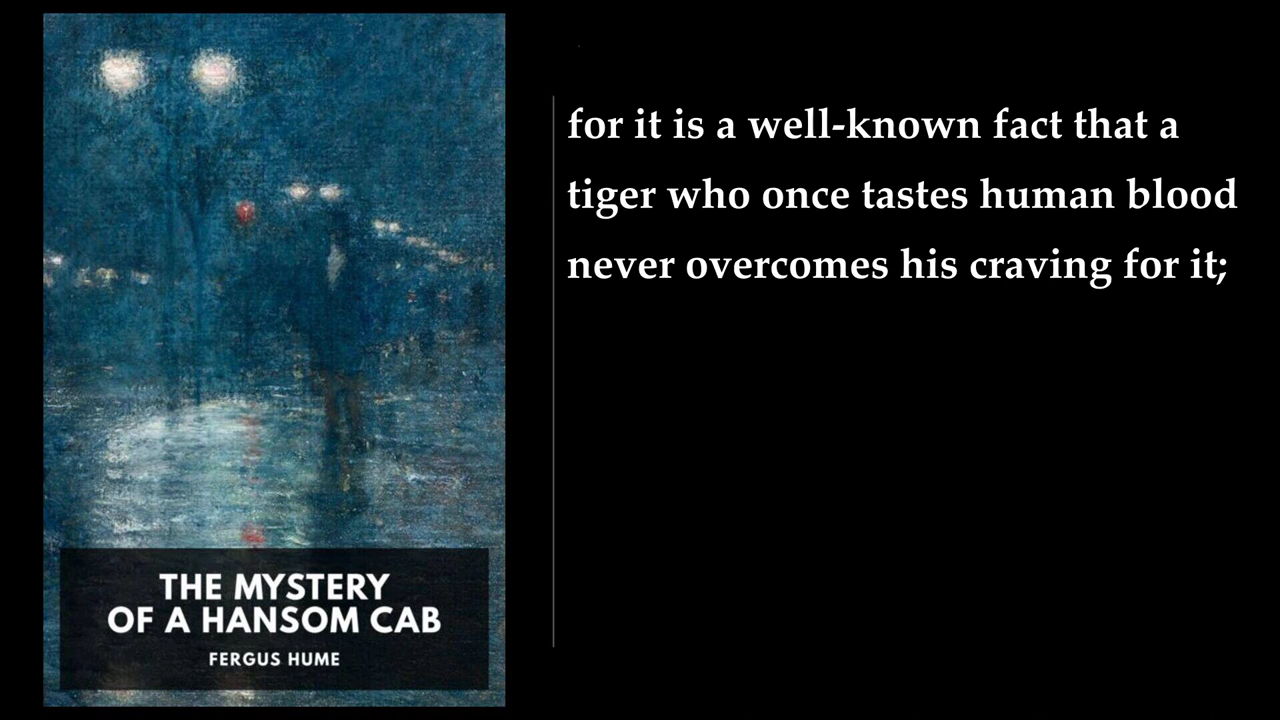 THE MYSTERY
OF A HANSOM CAB
FERGUS HUME
for it is a well-known fact that a
tiger who once tastes human blood
never overcomes his craving for it;